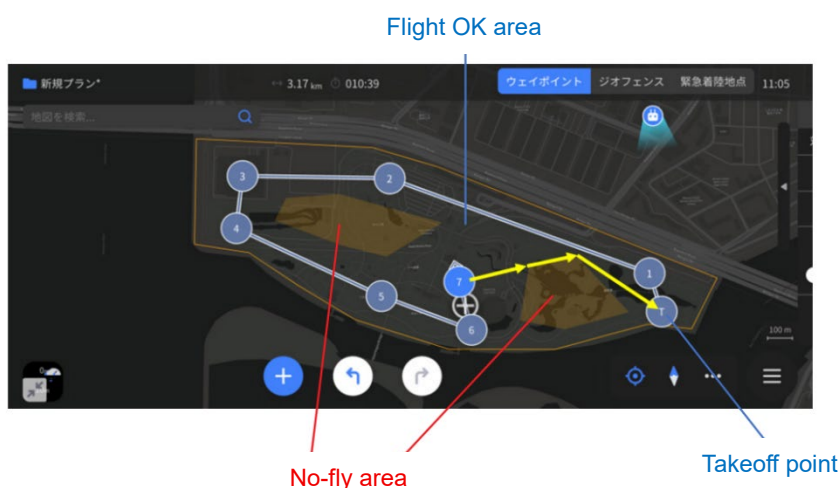 Flight OK area
新規プラン*
3.17 km
010:39
ウェイポイント
ジオフェンス
緊急着陸地点
11:05
地図を検索...
3
2
4
1
7
5
T
6
100 m
No-fly area
Takeoff point